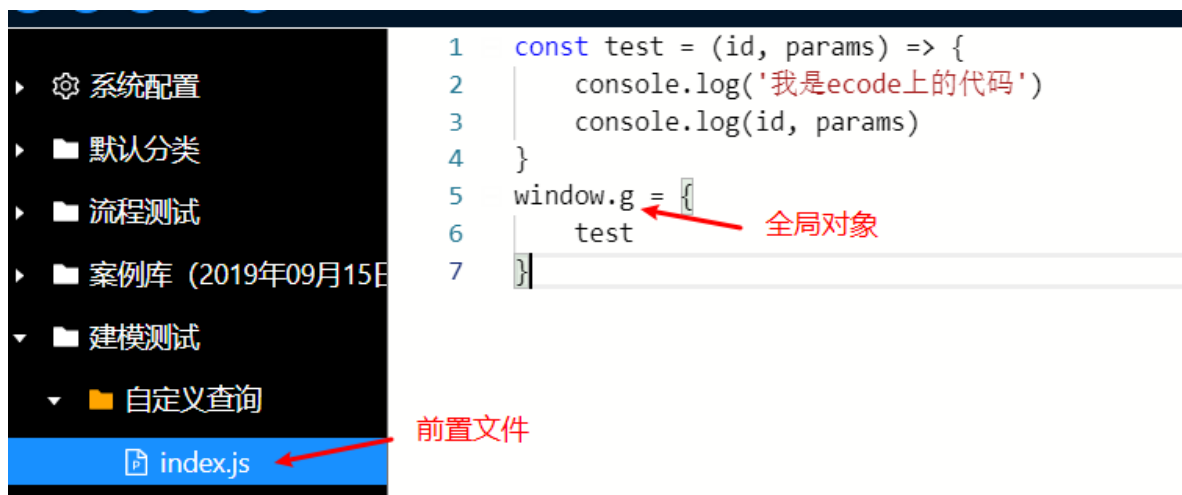 系统配置
默认分类
流程测试
案例库（2019年09月15日
建模测试
自定义查询
index.js
1 const test = (id, params) => {
2 console.log('我是ecode上的代码')
3 console.log(id, params)
4 }
5 window.g = {
6 test
7 }
全局对象
前置文件